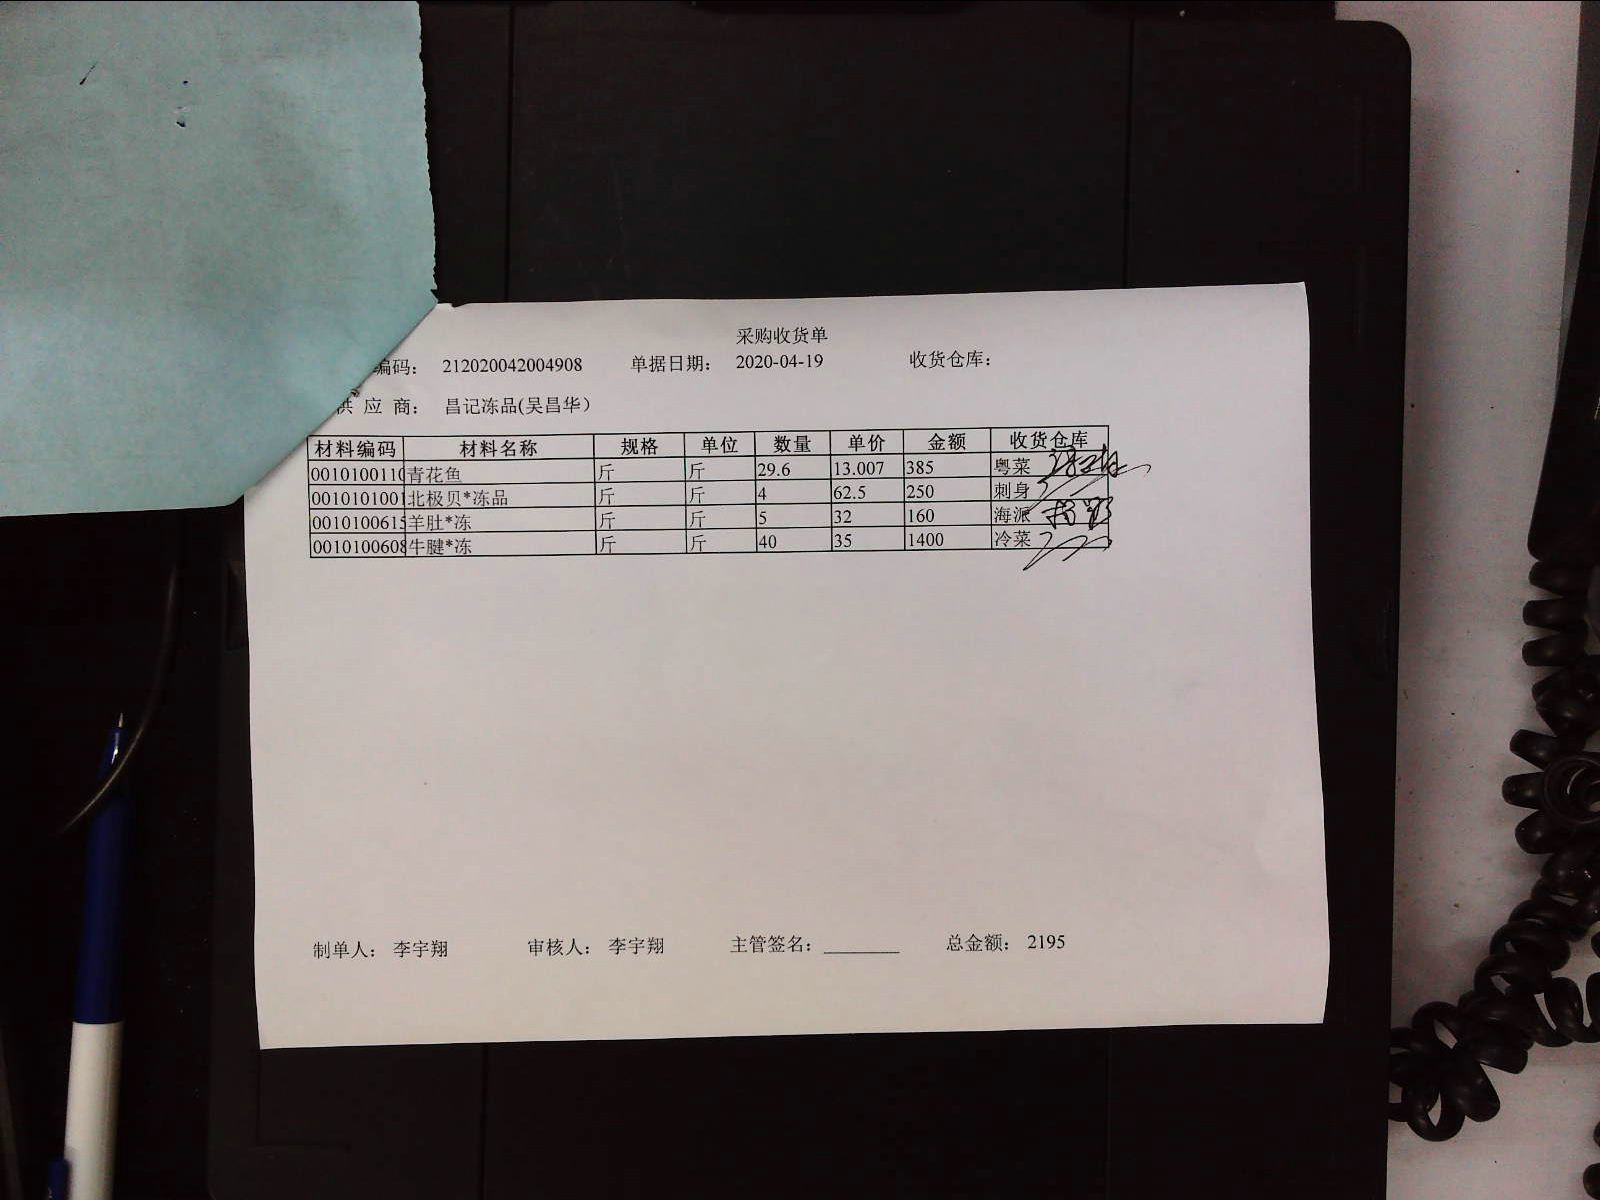 采购收货单
编码： 212020042004908 单据日期： 2020-04-19 收货仓库：
供 应 商： 昌记冻品(吴昌华）
材料编码 材料名称 规格 单位 数量 单价 金额 收货仓库
0010100110 青花鱼 斤 斤 29.6 13.007 385 粤菜
0010101001 北极贝*冻品 斤 斤 4 62.5 250 刺身
0010100615 羊肚*冻 斤 斤 5 32 160 海派
0010100608 牛腱*冻 斤 斤 40 35 1400 冷菜
制单人： 李宇翔 审核人： 李宇翔 主管签名： 总金额： 2195